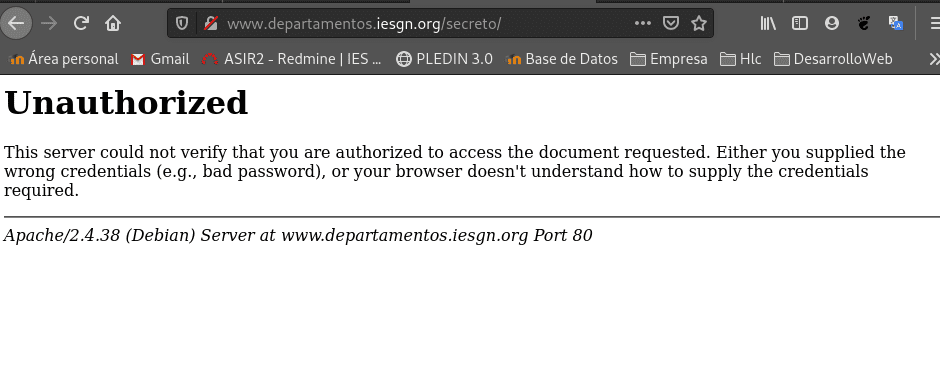 www.departamentos.iesgn.org/secreto/
Área personal Gmail ASIR2 - Redmine | IES ... PLEDIN 3.0 Base de Datos Empresa Hlc DesarrolloWeb
Unauthorized
This server could not verify that you are authorized to access the document requested. Either you supplied the
wrong credentials (e.g., bad password), or your browser doesn't understand how to supply the credentials
required.
Apache/2.4.38 (Debian) Server at www.departamentos.iesgn.org Port 80